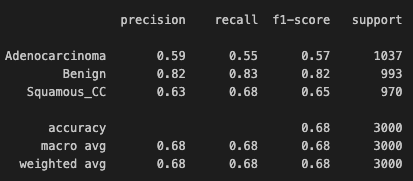 precision recall f1-score support
Adenocarcinoma 0.59 0.55 0.57 1037
Benign 0.82 0.83 0.82 993
Squamous_CC 0.63 0.68 0.65 970
accuracy 0.68 3000
macro avg 0.68 0.68 0.68 3000
weighted avg 0.68 0.68 0.68 3000